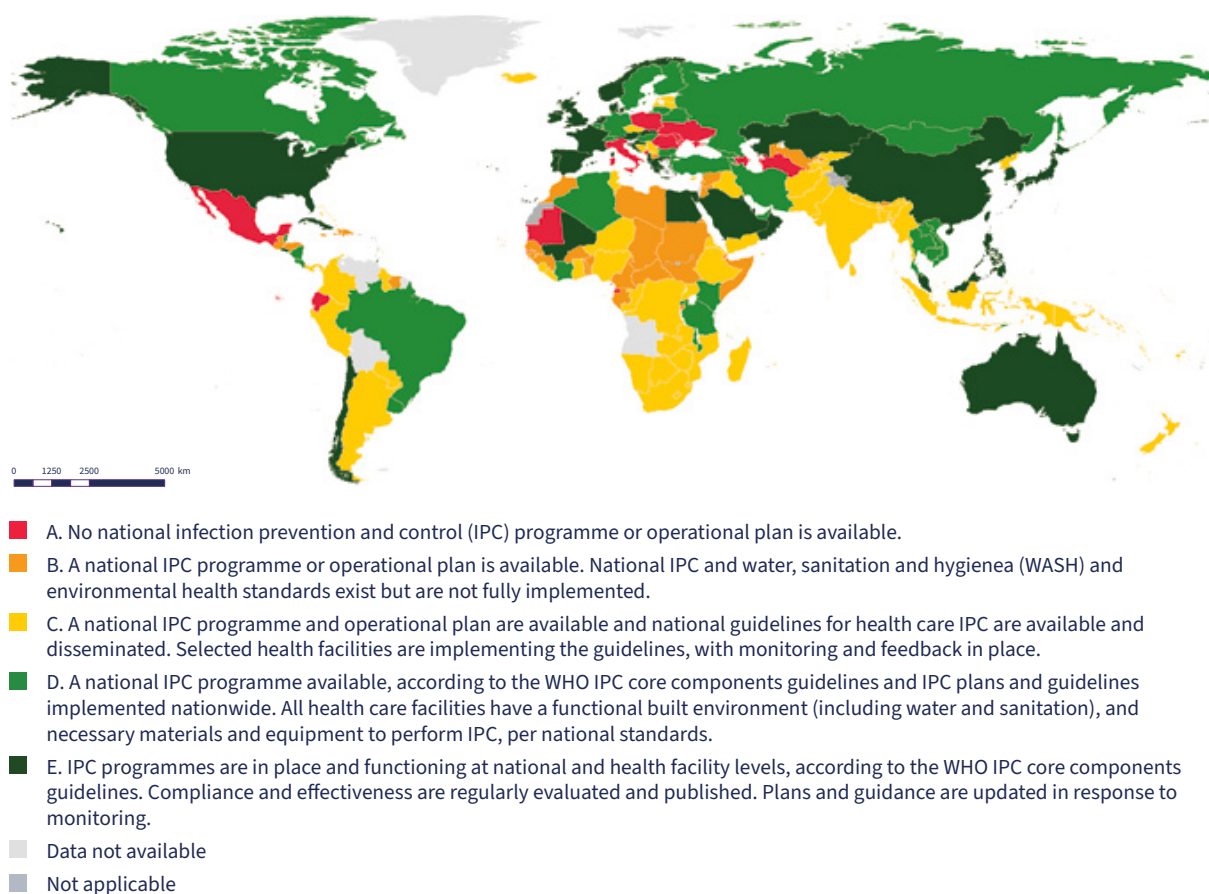 0 1250 2500 5000 km
A. No national infection prevention and control (IPC) programme or operational plan is available.
B. A national IPC programme or operational plan is available. National IPC and water, sanitation and hygienea (WASH) and
environmental health standards exist but are not fully implemented.
C. A national IPC programme and operational plan are available and national guidelines for health care IPC are available and
disseminated. Selected health facilities are implementing the guidelines, with monitoring and feedback in place.
D. A national IPC programme available, according to the WHO IPC core components guidelines and IPC plans and guidelines
implemented nationwide. All health care facilities have a functional built environment (including water and sanitation), and
necessary materials and equipment to perform IPC, per national standards.
E. IPC programmes are in place and functioning at national and health facility levels, according to the WHO IPC core components
guidelines. Compliance and effectiveness are regularly evaluated and published. Plans and guidance are updated in response to
monitoring.
Data not available
Not applicable